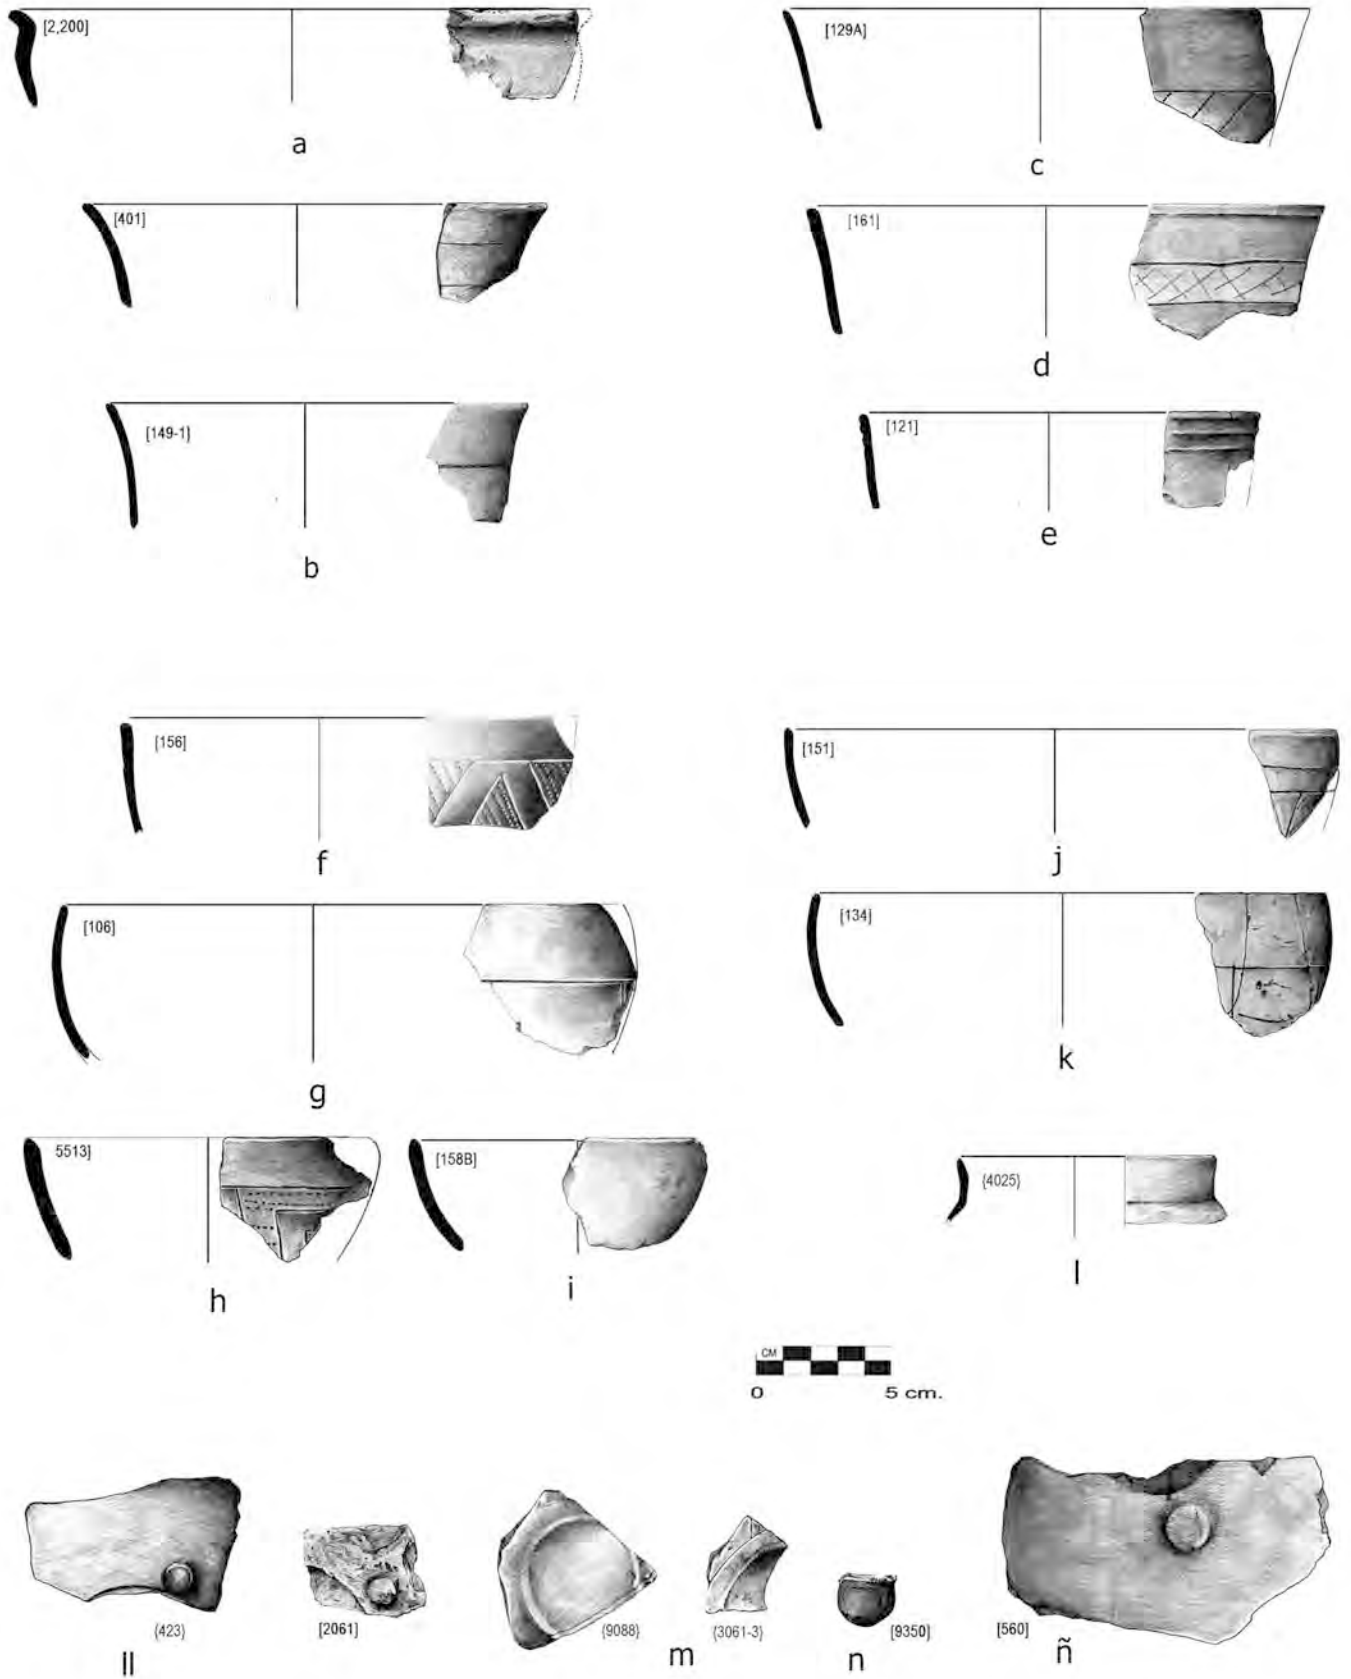 [2,200]
[129A]
a
c
[401]
[161]
d
[149-1}
[121]
b
e
[156]
[151]
f
j
[106]
[134]
g
k
5513]
[158B]
{4025}
h
i
l
CM
0 5 cm.
{423)
[2061]
{9088}
{3061-3}
[9350]
[560]
ll
m
n
ñ